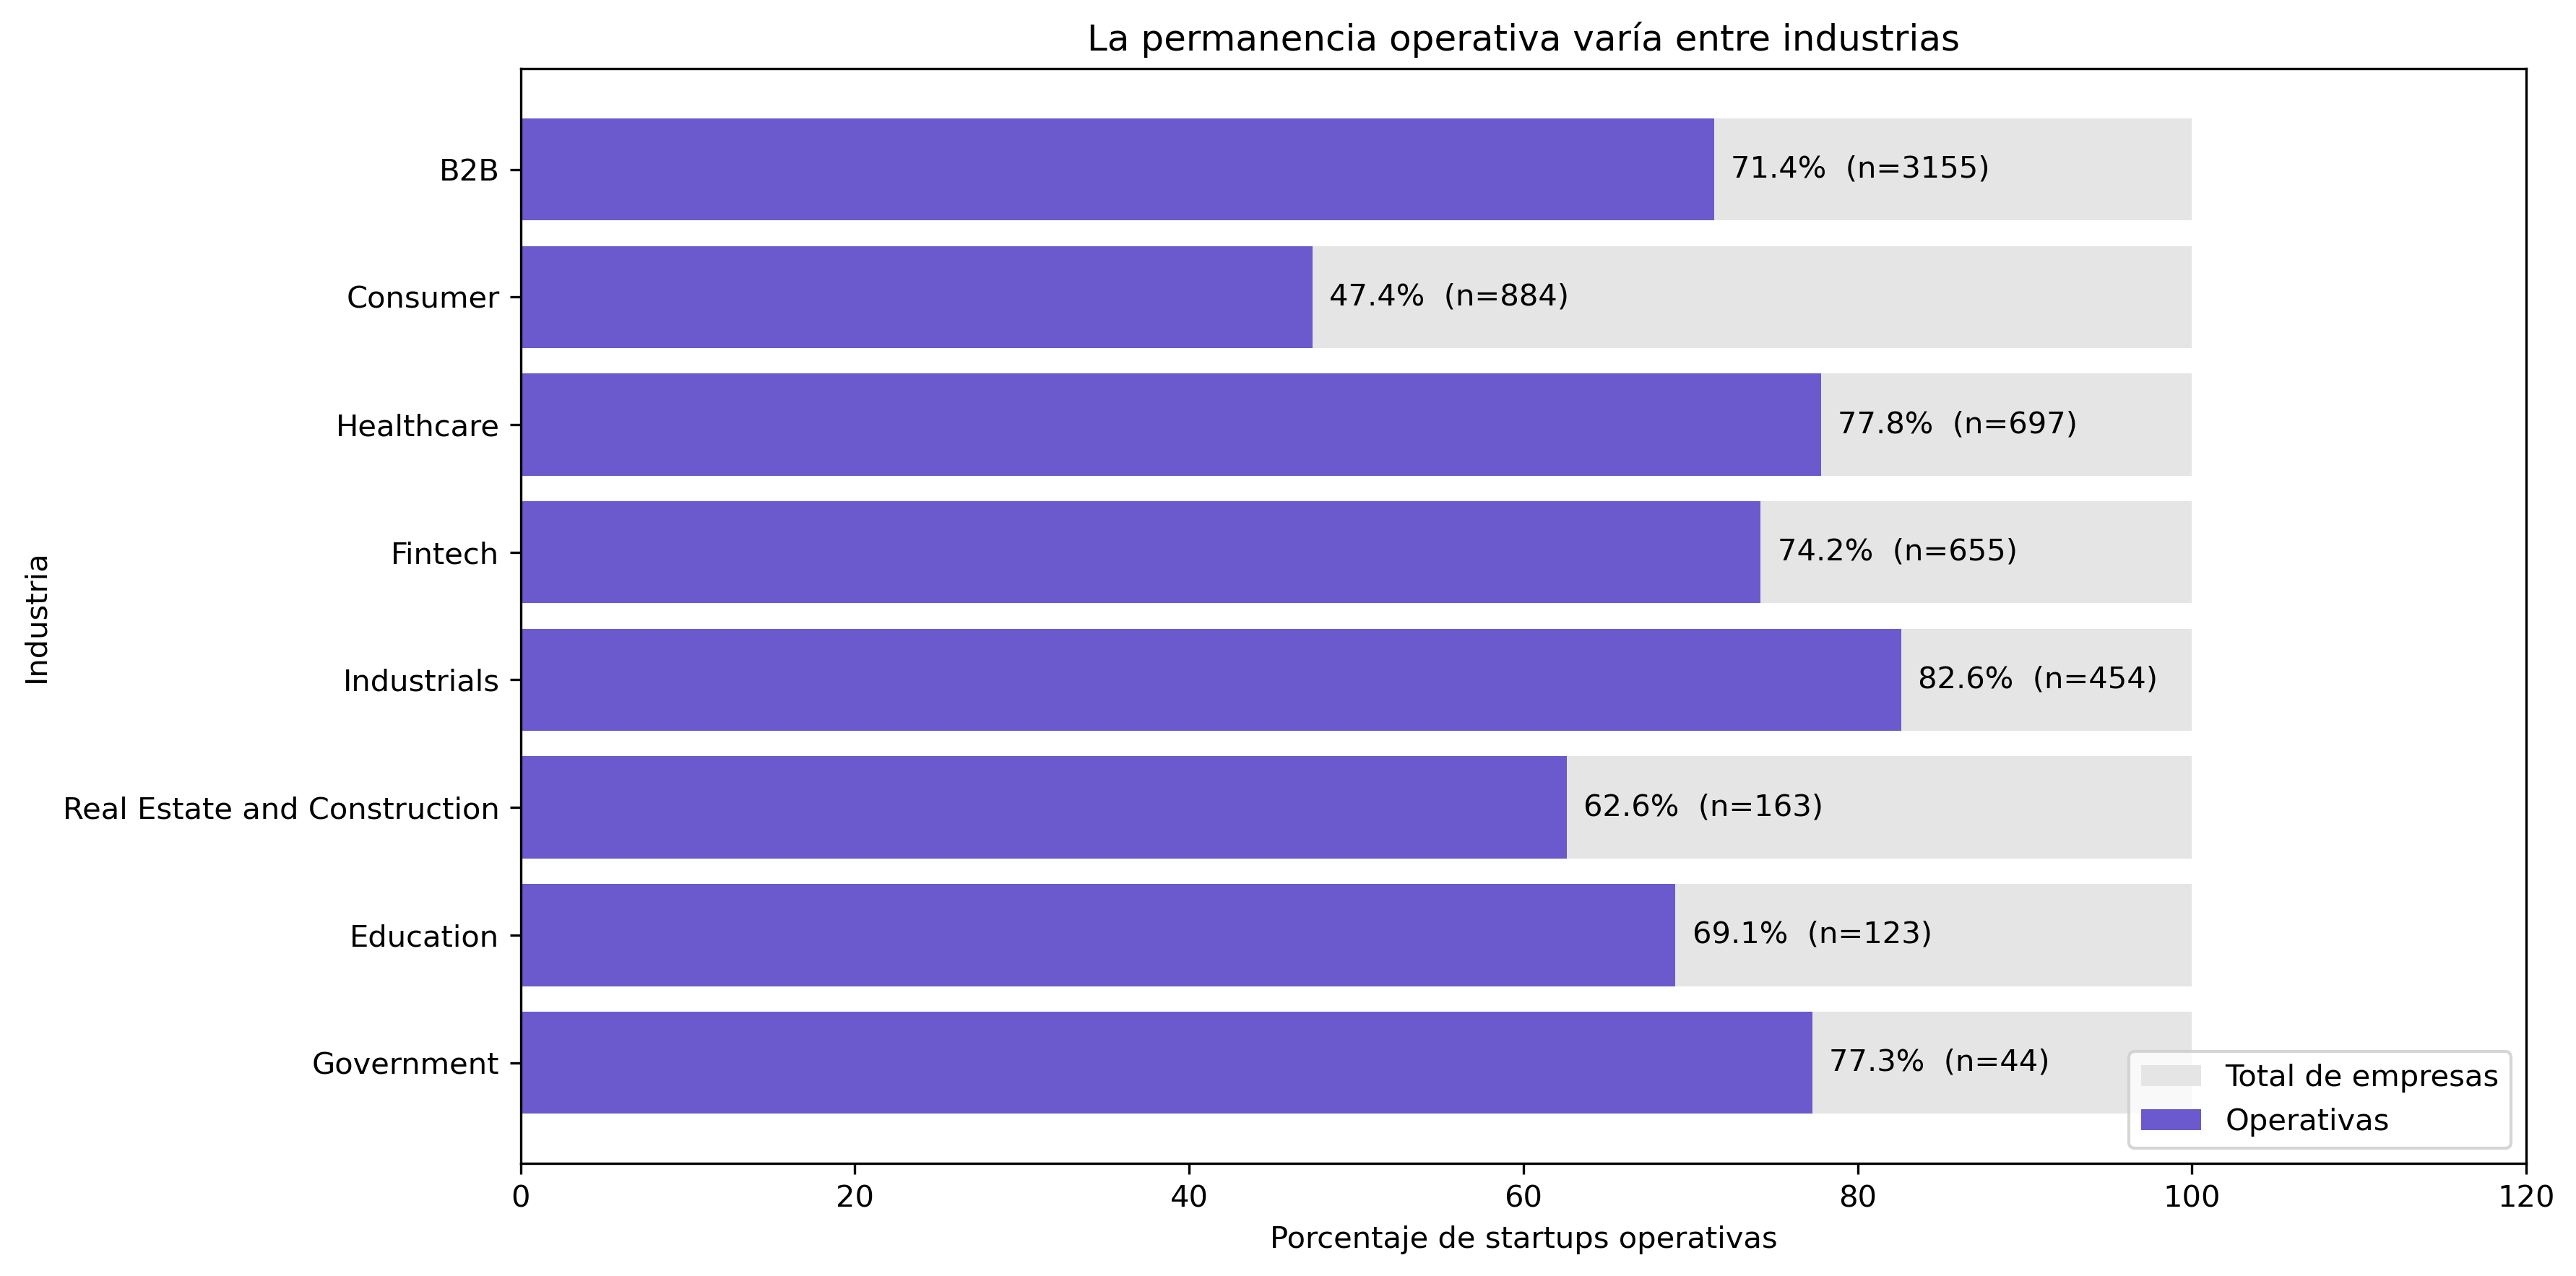 La permanencia operativa varía entre industrias
Industria
B2B
71.4%  (n=3155)
Consumer
47.4%  (n=884)
Healthcare
77.8%  (n=697)
Fintech
74.2%  (n=655)
Industrials
82.6%  (n=454)
Real Estate and Construction
62.6%  (n=163)
Education
69.1%  (n=123)
Government
77.3%  (n=44)
Total de empresas
Operativas
0 20 40 60 80 100 120
Porcentaje de startups operativas